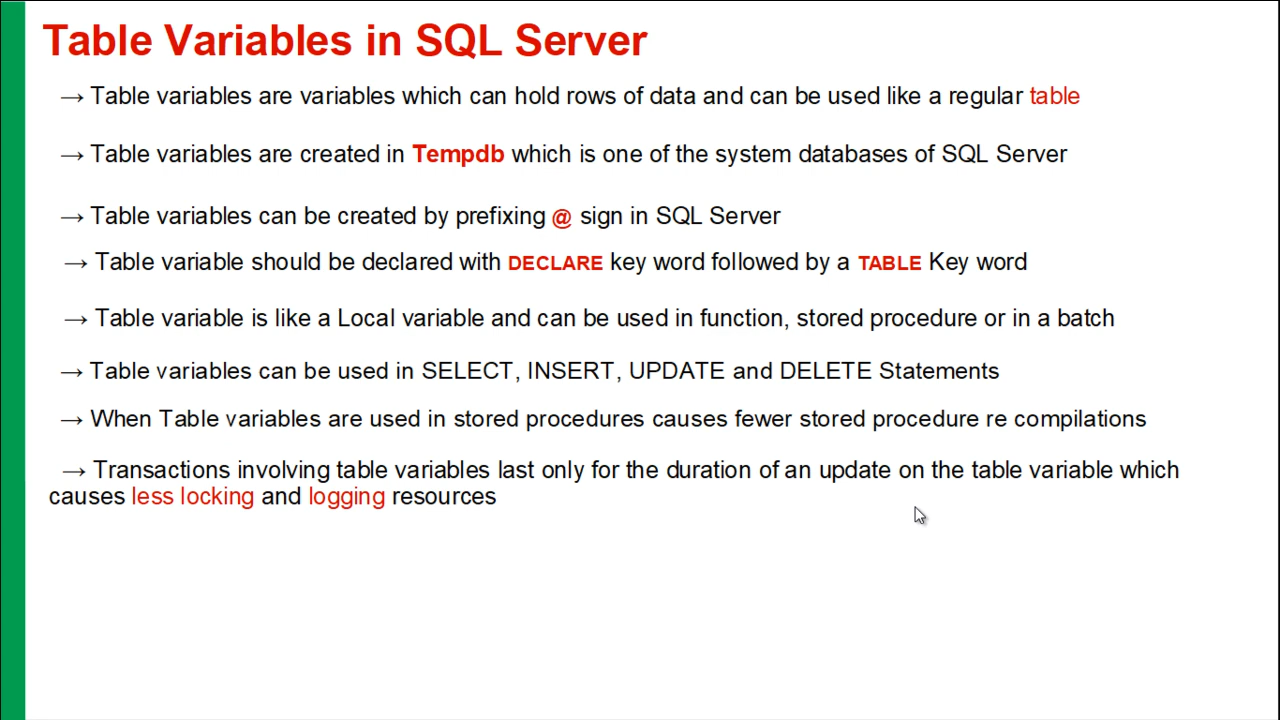 Table Variables in SQL Server
→ Table variables are variables which can hold rows of data and can be used like a regular table
→ Table variables are created in Tempdb which is one of the system databases of SQL Server
→ Table variables can be created by prefixing @ sign in SQL Server
→ Table variable should be declared with DECLARE key word followed by a TABLE Key word
→ Table variable is like a Local variable and can be used in function, stored procedure or in a batch
→ Table variables can be used in SELECT, INSERT, UPDATE and DELETE Statements
→ When Table variables are used in stored procedures causes fewer stored procedure re compilations
→ Transactions involving table variables last only for the duration of an update on the table variable which
causes less locking and logging resources